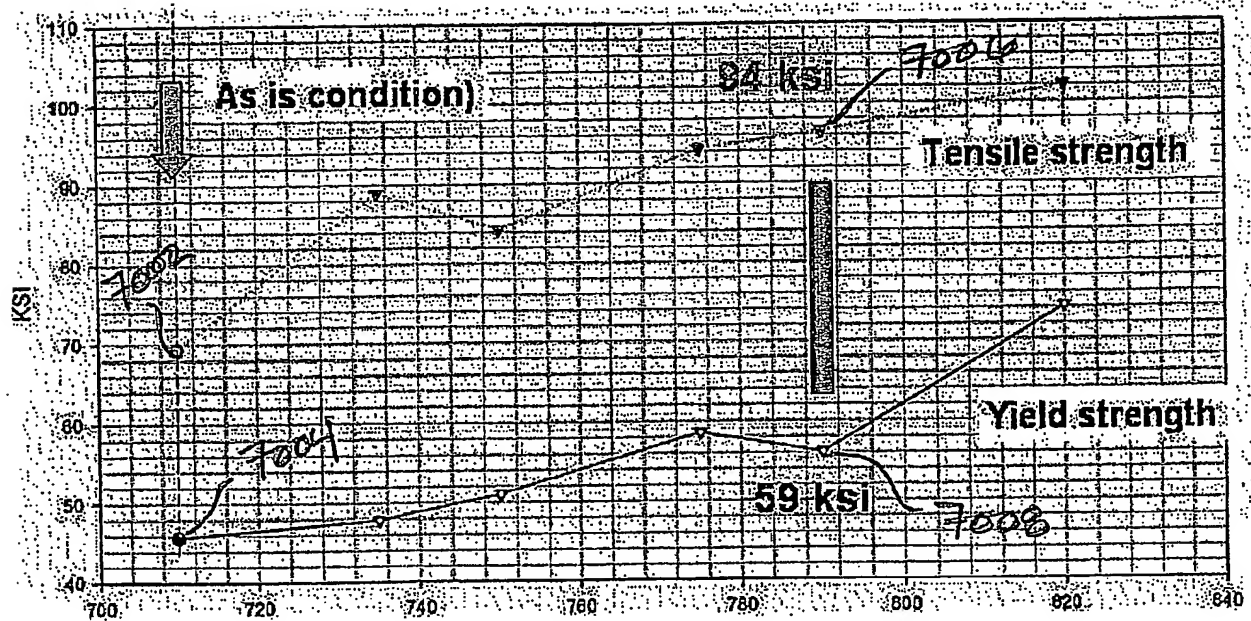 110
As is condition)
94 ksi
7006
100
Tensile strength
90
80
7002
KSI
70
Yield strength
60
7004
59 ksi
7008
50
40
700 720 740 760 780 800 820 840